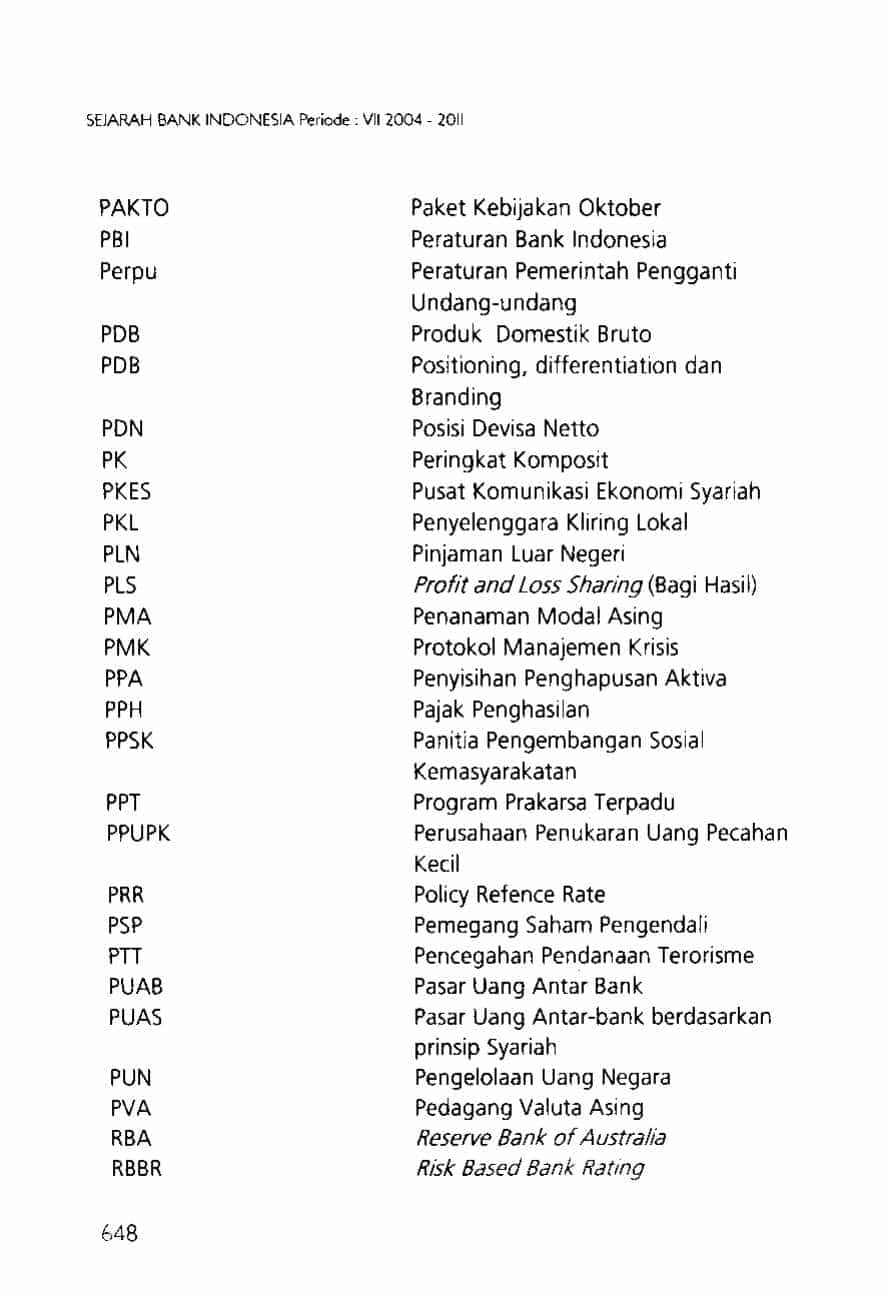 SEJARAH BANK INDONESIA Periode : VII 2004 - 2011
PAKTO Paket Kebijakan Oktober
PBI Peraturan Bank Indonesia
Perpu Peraturan Pemerintah Pengganti
Undang-undang
PDB Produk Domestik Bruto
PDB Positioning, differentiation dan
Branding
PDN Posisi Devisa Netto
PK Peringkat Komposit
PKES Pusat Komunikasi Ekonomi Syariah
PKL Penyelenggara Kliring Lokal
PLN Pinjaman Luar Negeri
PLS Profit and Loss Sharing (Bagi Hasil)
PMA Penanaman Modal Asing
PMK Protokol Manajemen Krisis
PPA Penyisihan Penghapusan Aktiva
PPH Pajak Penghasilan
PPSK Panitia Pengembangan Sosial
Kemasyarakatan
PPT Program Prakarsa Terpadu
PPUPK Perusahaan Penukaran Uang Pecahan
Kecil
PRR Policy Refence Rate
PSP Pemegang Saham Pengendali
PTT Pencegahan Pendanaan Terorisme
PUAB Pasar Uang Antar Bank
PUAS Pasar Uang Antar-bank berdasarkan
prinsip Syariah
PUN Pengelolaan Uang Negara
PVA Pedagang Valuta Asing
RBA Reserve Bank of Australia
RBBR Risk Based Bank Rating
648